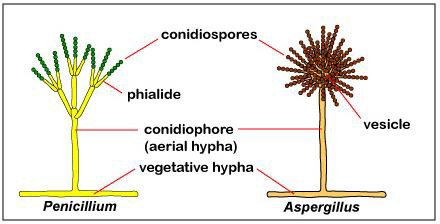 conidiospores
phialide
vesicle
conidiophore
(aerial hypha)
vegetative hypha
Penicillium
Aspergillus